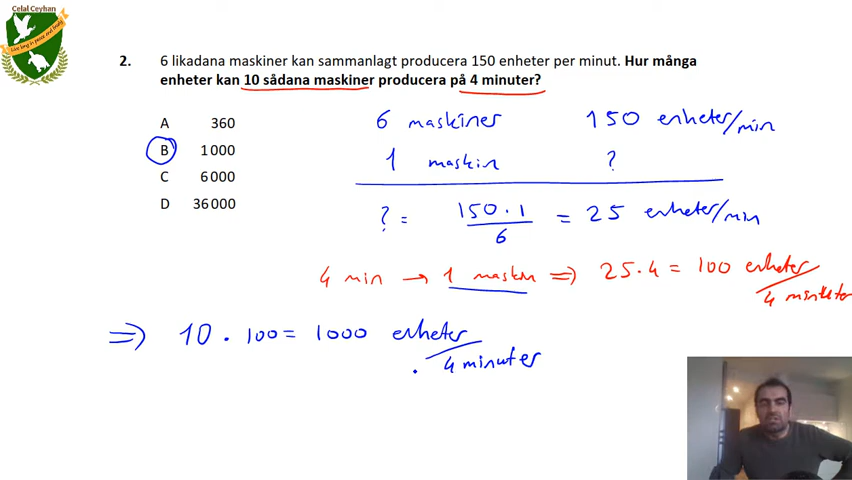 Celal Ceyhan
2. 6 likadana maskiner kan sammanlagt producera 150 enheter per minut. Hur många
enheter kan 10 sådana maskiner producera på 4 minuter?
A 360
B 1 000
C 6 000
D 36 000
6 maskiner 150 enheter/min
1 maskin ?
? = 150 · 1 / 6 = 25 enheter/min
4 min → 1 maskin ⇒ 25 · 4 = 100 enheter/4 minuter
⇒ 10 · 100 = 1000 enheter/4 minuter